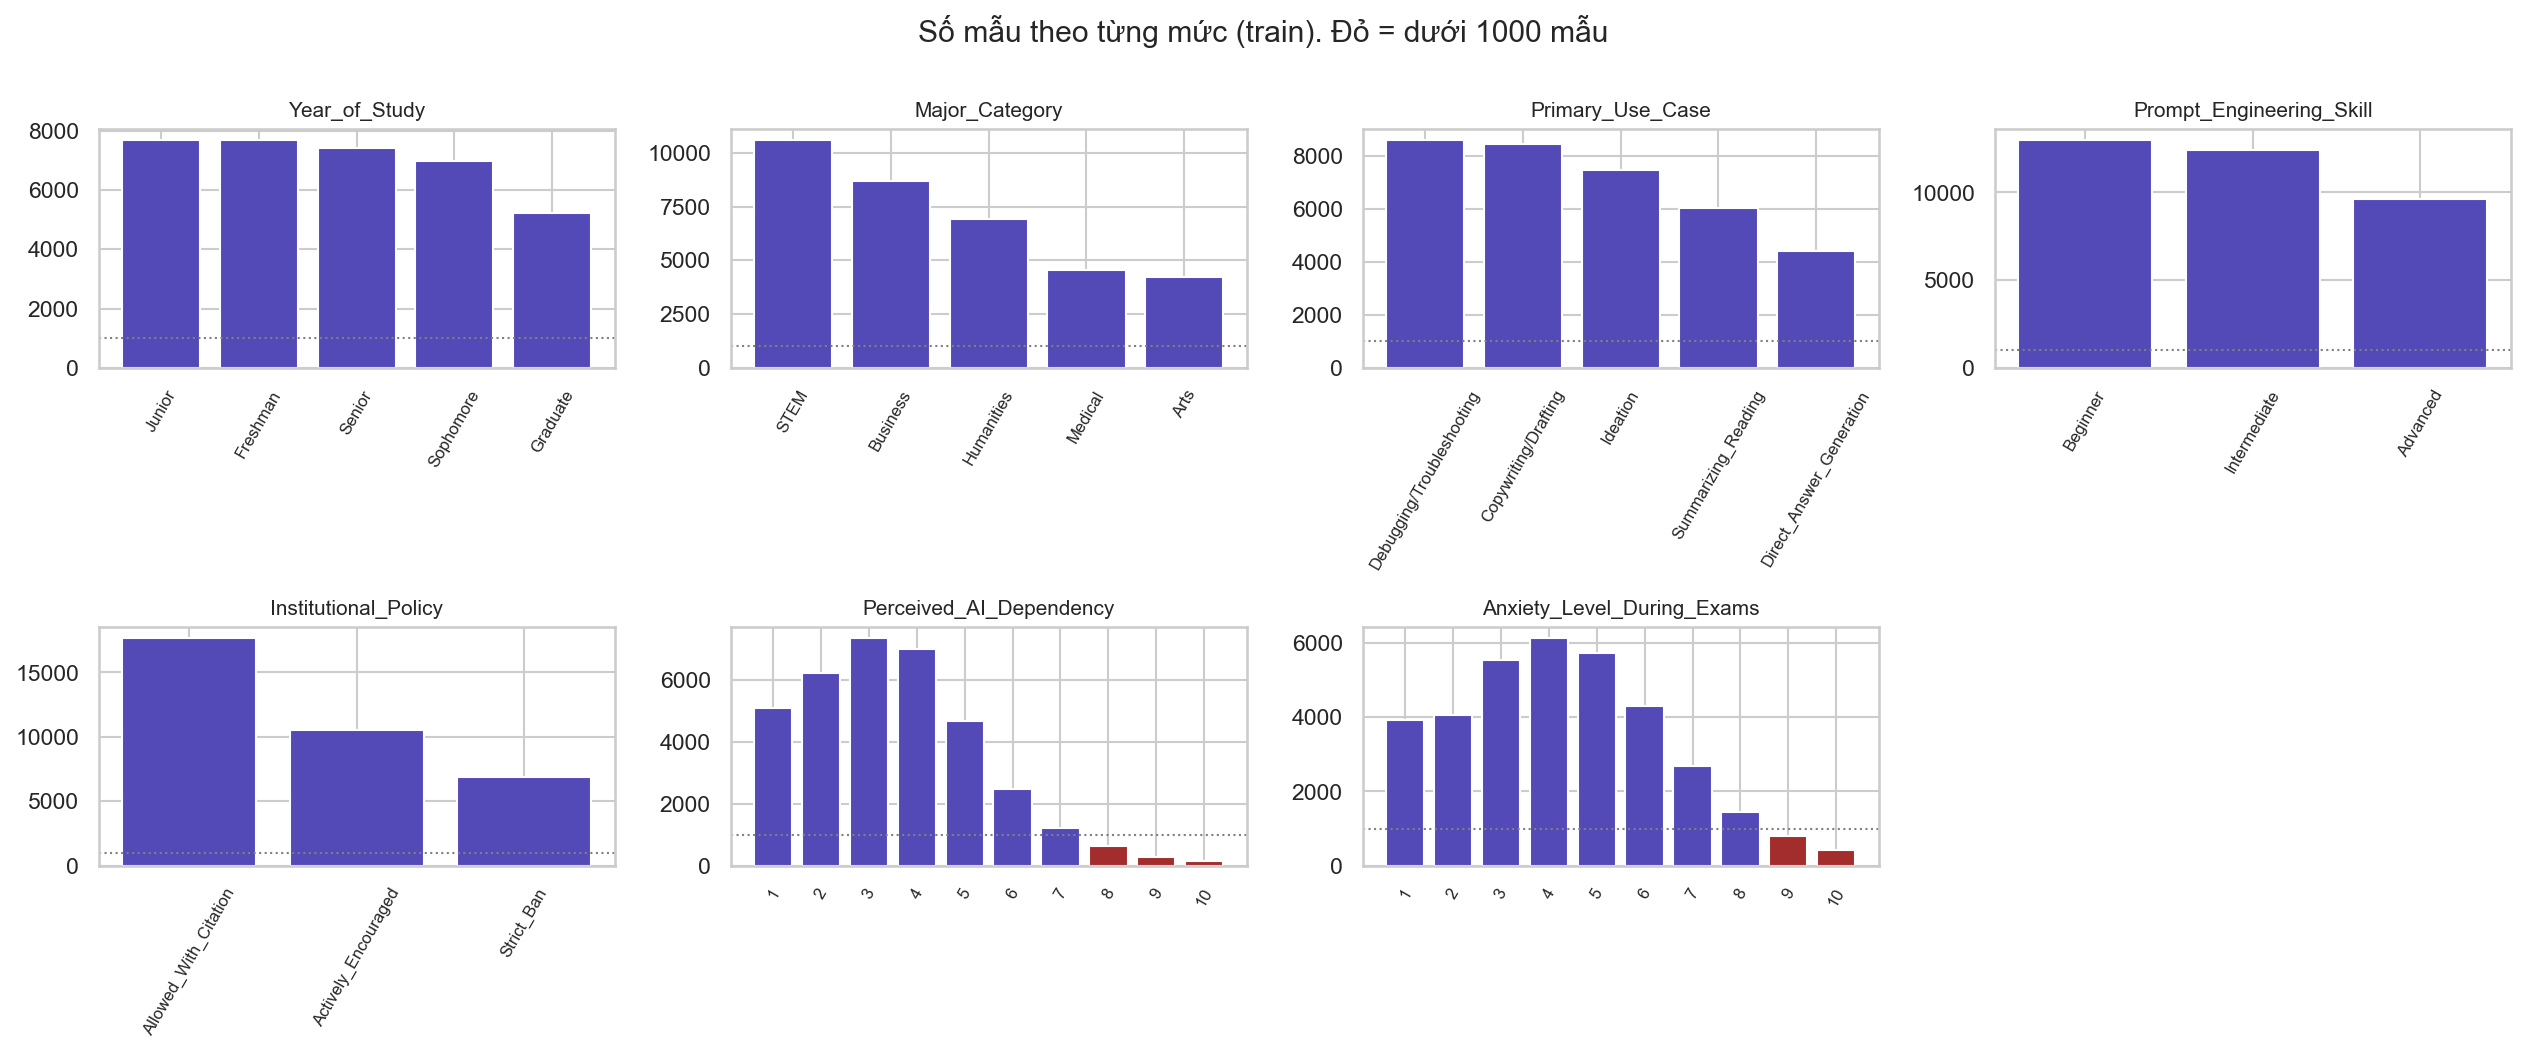 Số mẫu theo từng mức (train). Đỏ = dưới 1000 mẫu
Year_of_Study
8000
6000
4000
2000
0
Junior
Freshman
Senior
Sophomore
Graduate
Major_Category
10000
7500
5000
2500
0
STEM
Business
Humanities
Medical
Arts
Primary_Use_Case
8000
6000
4000
2000
0
Debugging/Troubleshooting
Copywriting/Drafting
Ideation
Summarizing_Reading
Direct_Answer_Generation
Prompt_Engineering_Skill
10000
5000
0
Beginner
Intermediate
Advanced
Institutional_Policy
15000
10000
5000
0
Allowed_With_Citation
Actively_Encouraged
Strict_Ban
Perceived_AI_Dependency
6000
4000
2000
0
1
2
3
4
5
6
7
8
9
10
Anxiety_Level_During_Exams
6000
4000
2000
0
1
2
3
4
5
6
7
8
9
10